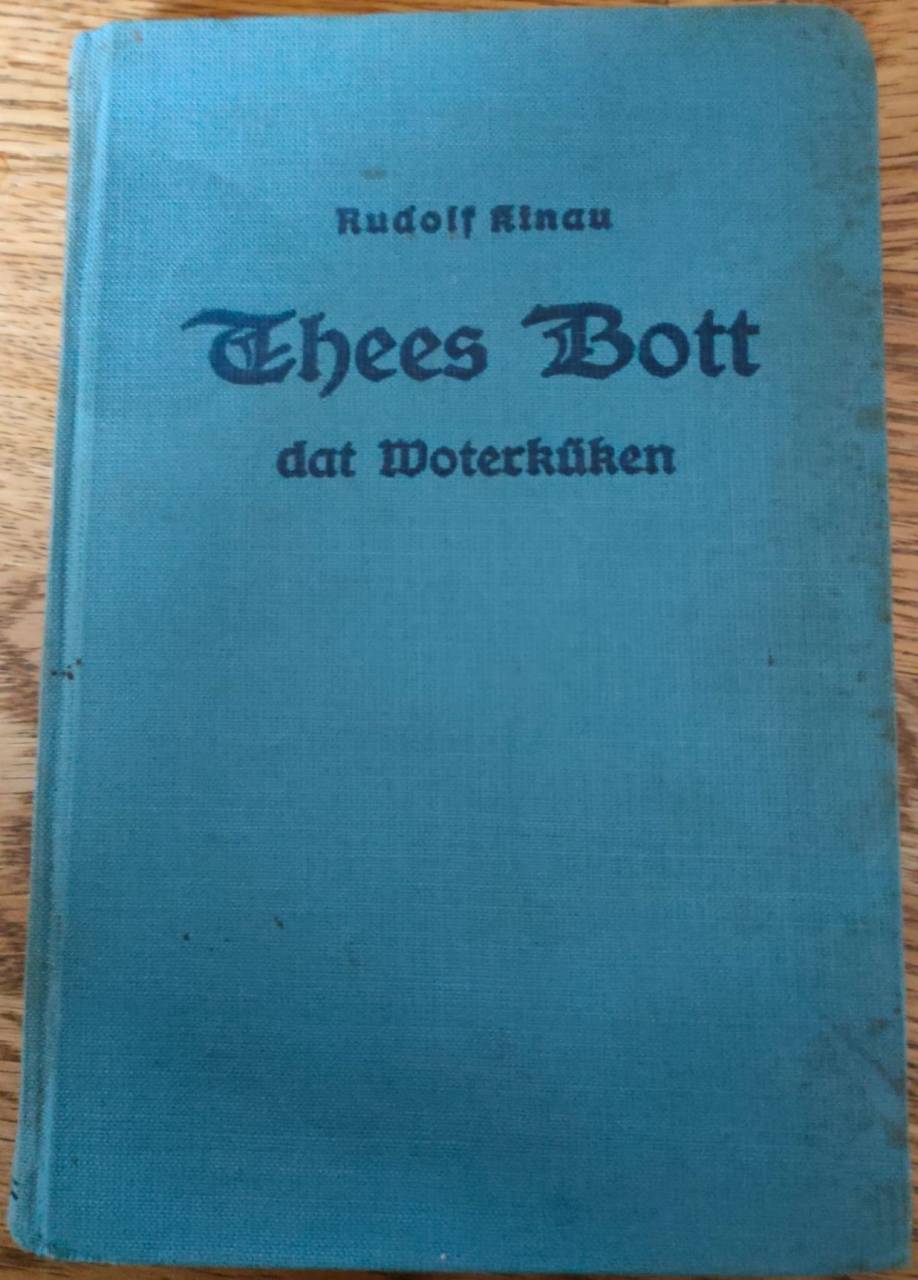 Rudolf Kinau
Thees Bott
dat Woterküken